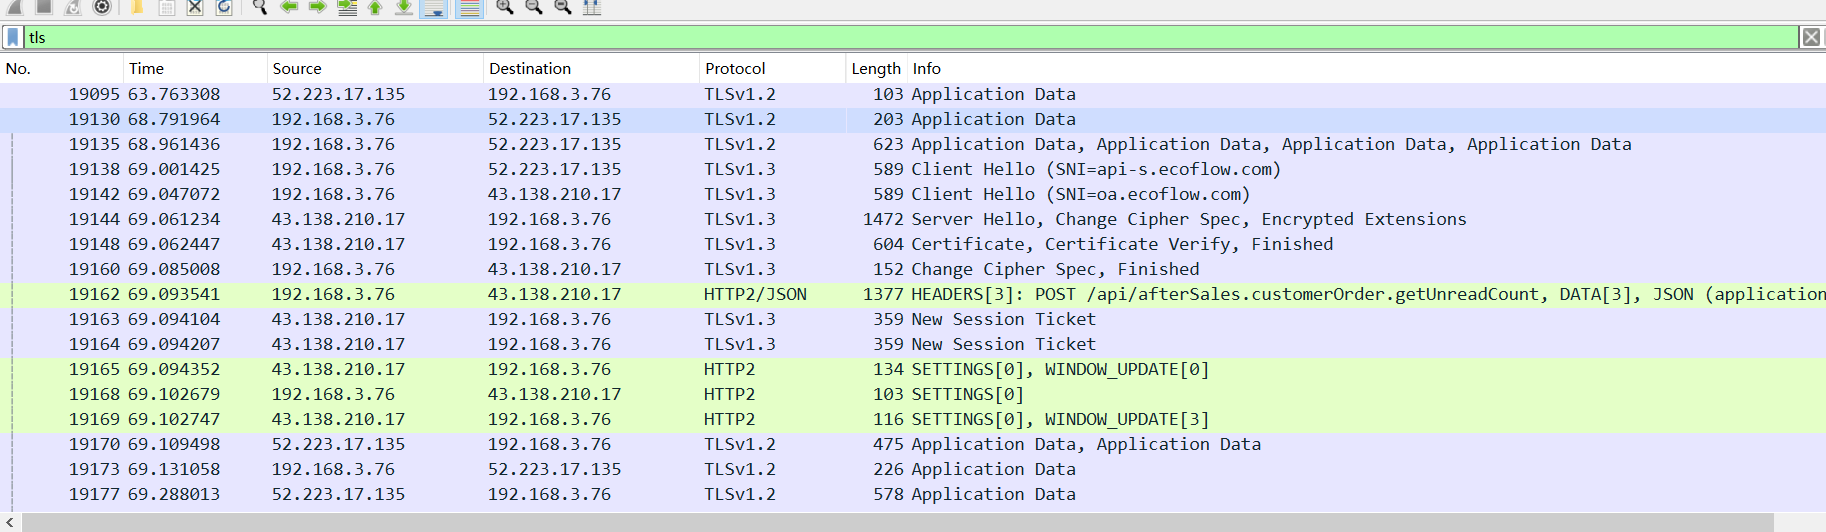 tls
No. Time Source Destination Protocol Length Info
19095 63.763308 52.223.17.135 192.168.3.76 TLSv1.2 103 Application Data
19130 68.791964 192.168.3.76 52.223.17.135 TLSv1.2 203 Application Data
19135 68.961436 192.168.3.76 52.223.17.135 TLSv1.2 623 Application Data, Application Data, Application Data, Application Data
19138 69.001425 192.168.3.76 52.223.17.135 TLSv1.3 589 Client Hello (SNI=api-s.ecoflow.com)
19142 69.047072 192.168.3.76 43.138.210.17 TLSv1.3 589 Client Hello (SNI=oa.ecoflow.com)
19144 69.061234 43.138.210.17 192.168.3.76 TLSv1.3 1472 Server Hello, Change Cipher Spec, Encrypted Extensions
19148 69.062447 43.138.210.17 192.168.3.76 TLSv1.3 604 Certificate, Certificate Verify, Finished
19160 69.085008 192.168.3.76 43.138.210.17 TLSv1.3 152 Change Cipher Spec, Finished
19162 69.093541 192.168.3.76 43.138.210.17 HTTP2/JSON 1377 HEADERS[3]: POST /api/afterSales.customerOrder.getUnreadCount, DATA[3], JSON (application
19163 69.094104 43.138.210.17 192.168.3.76 TLSv1.3 359 New Session Ticket
19164 69.094207 43.138.210.17 192.168.3.76 TLSv1.3 359 New Session Ticket
19165 69.094352 43.138.210.17 192.168.3.76 HTTP2 134 SETTINGS[0], WINDOW_UPDATE[0]
19168 69.102679 192.168.3.76 43.138.210.17 HTTP2 103 SETTINGS[0]
19169 69.102747 43.138.210.17 192.168.3.76 HTTP2 116 SETTINGS[0], WINDOW_UPDATE[3]
19170 69.109498 52.223.17.135 192.168.3.76 TLSv1.2 475 Application Data, Application Data
19173 69.131058 192.168.3.76 52.223.17.135 TLSv1.2 226 Application Data
19177 69.288013 52.223.17.135 192.168.3.76 TLSv1.2 578 Application Data